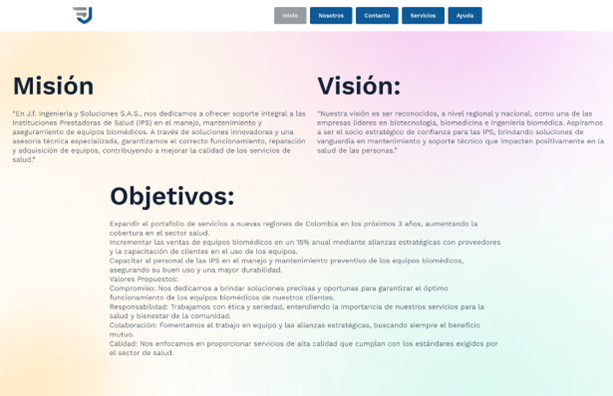 Inicio
Nosotros
Contacto
Servicios
Ayuda
Misión
"En J.f. Ingeniería y Soluciones S.A.S., nos dedicamos a ofrecer soporte integral a las
Instituciones Prestadoras de Salud (IPS) en el manejo, mantenimiento y
aseguramiento de equipos biomédicos. A través de soluciones innovadoras y una
asesoría técnica especializada, garantizamos el correcto funcionamiento, reparación
y adquisición de equipos, contribuyendo a mejorar la calidad de los servicios de
salud."
Visión:
"Nuestra visión es ser reconocidos, a nivel regional y nacional, como una de las
empresas líderes en biotecnología, biomedicina e ingeniería biomédica. Aspiramos
a ser el socio estratégico de confianza para las IPS, brindando soluciones de
vanguardia en mantenimiento y soporte técnico que impacten positivamente en la
salud de las personas."
Objetivos:
Expandir el portafolio de servicios a nuevas regiones de Colombia en los próximos 3 años, aumentando la
cobertura en el sector salud.
Incrementar las ventas de equipos biomédicos en un 15% anual mediante alianzas estratégicas con proveedores
y la capacitación de clientes en el uso de los equipos.
Capacitar al personal de las IPS en el manejo y mantenimiento preventivo de los equipos biomédicos,
asegurando su buen uso y una mayor durabilidad.
Valores Propuestos:
Compromiso: Nos dedicamos a brindar soluciones precisas y oportunas para garantizar el óptimo
funcionamiento de los equipos biomédicos de nuestros clientes.
Responsabilidad: Trabajamos con ética y seriedad, entendiendo la importancia de nuestros servicios para la
salud y bienestar de la comunidad.
Colaboración: Fomentamos el trabajo en equipo y las alianzas estratégicas, buscando siempre el beneficio
mutuo.
Calidad: Nos enfocamos en proporcionar servicios de alta calidad que cumplan con los estándares exigidos por
el sector de salud.